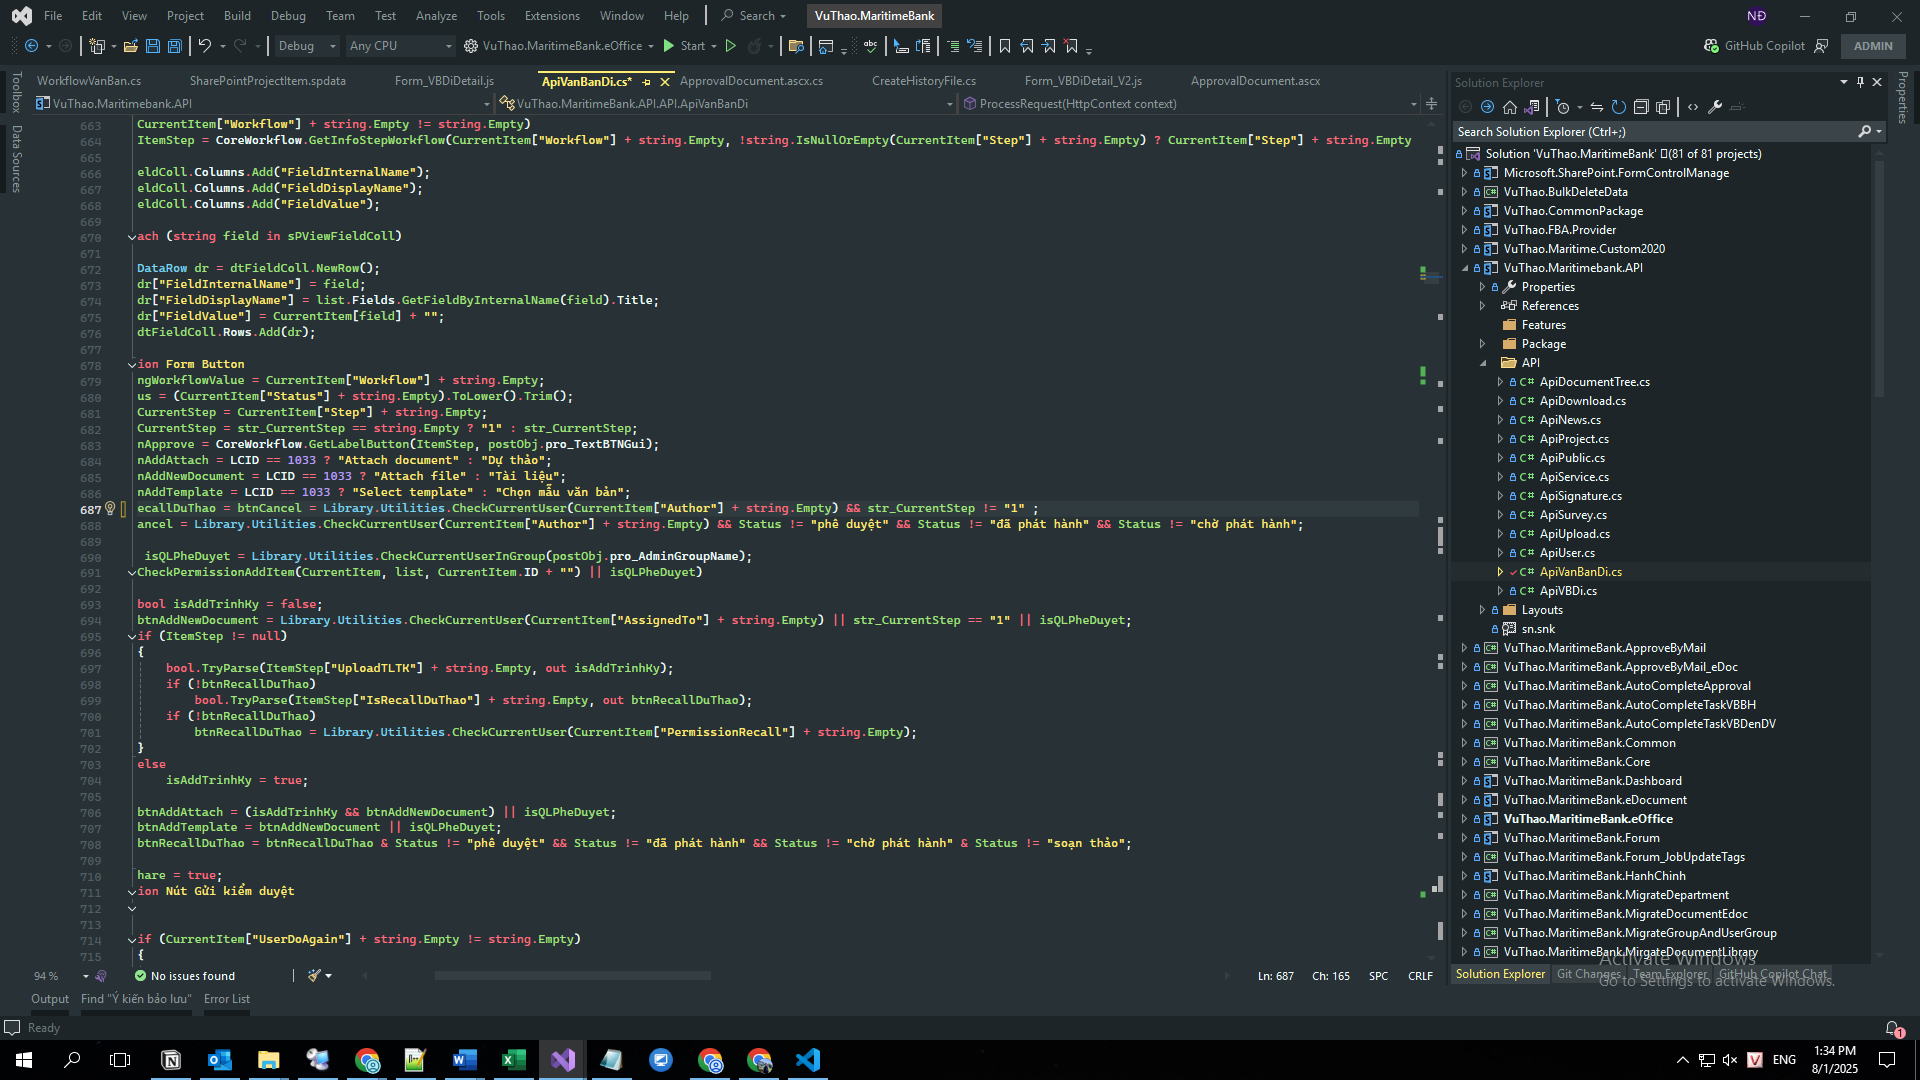 File Edit View Project Build Debug Team Test Analyze Tools Extensions Window Help Search VuThao.MaritimeBank NĐ
Debug Any CPU VuThao.MaritimeBank.eOffice Start GitHub Copilot ADMIN
WorkflowVanBan.cs SharePointProjectItem.spdata Form_VBDiDetail.js ApiVanBanDi.cs* ApprovalDocument.ascx.cs CreateHistoryFile.cs Form_VBDiDetail_V2.js ApprovalDocument.ascx
VuThao.Maritimebank.API VuThao.MaritimeBank.API.API.ApiVanBanDi ProcessRequest(HttpContext context)
Toolbox
Data Sources
663 CurrentItem["Workflow"] + string.Empty != string.Empty)
664 ItemStep = CoreWorkflow.GetInfoStepWorkflow(CurrentItem["Workflow"] + string.Empty, !string.IsNullOrEmpty(CurrentItem["Step"] + string.Empty) ? CurrentItem["Step"] + string.Empty
665
666 eldColl.Columns.Add("FieldInternalName");
667 eldColl.Columns.Add("FieldDisplayName");
668 eldColl.Columns.Add("FieldValue");
669
670 ach (string field in sPViewFieldColl)
671
672 DataRow dr = dtFieldColl.NewRow();
673 dr["FieldInternalName"] = field;
674 dr["FieldDisplayName"] = list.Fields.GetFieldByInternalName(field).Title;
675 dr["FieldValue"] = CurrentItem[field] + "";
676 dtFieldColl.Rows.Add(dr);
677
678 ion Form Button
679 ngWorkflowValue = CurrentItem["Workflow"] + string.Empty;
680 us = (CurrentItem["Status"] + string.Empty).ToLower().Trim();
681 CurrentStep = CurrentItem["Step"] + string.Empty;
682 CurrentStep = str_CurrentStep == string.Empty ? "1" : str_CurrentStep;
683 nApprove = CoreWorkflow.GetLabelButton(ItemStep, postObj.pro_TextBTNGui);
684 nAddAttach = LCID == 1033 ? "Attach document" : "Dự thảo";
685 nAddNewDocument = LCID == 1033 ? "Attach file" : "Tài liệu";
686 nAddTemplate = LCID == 1033 ? "Select template" : "Chọn mẫu văn bản";
687 ecallDuThao = btnCancel = Library.Utilities.CheckCurrentUser(CurrentItem["Author"] + string.Empty) && str_CurrentStep != "1" ;
688 ancel = Library.Utilities.CheckCurrentUser(CurrentItem["Author"] + string.Empty) && Status != "phê duyệt" && Status != "đã phát hành" && Status != "chờ phát hành";
689
690 isQLPheDuyet = Library.Utilities.CheckCurrentUserInGroup(postObj.pro_AdminGroupName);
691 CheckPermissionAddItem(CurrentItem, list, CurrentItem.ID + "") || isQLPheDuyet)
692
693 bool isAddTrinhKy = false;
694 btnAddNewDocument = Library.Utilities.CheckCurrentUser(CurrentItem["AssignedTo"] + string.Empty) || str_CurrentStep == "1" || isQLPheDuyet;
695 if (ItemStep != null)
696 {
697 bool.TryParse(ItemStep["UploadTLTK"] + string.Empty, out isAddTrinhKy);
698 if (!btnRecallDuThao)
699 bool.TryParse(ItemStep["IsRecallDuThao"] + string.Empty, out btnRecallDuThao);
700 if (!btnRecallDuThao)
701 btnRecallDuThao = Library.Utilities.CheckCurrentUser(CurrentItem["PermissionRecall"] + string.Empty);
702 }
703 else
704 isAddTrinhKy = true;
705
706 btnAddAttach = (isAddTrinhKy && btnAddNewDocument) || isQLPheDuyet;
707 btnAddTemplate = btnAddNewDocument || isQLPheDuyet;
708 btnRecallDuThao = btnRecallDuThao & Status != "phê duyệt" && Status != "đã phát hành" && Status != "chờ phát hành" & Status != "soạn thảo";
709
710 hare = true;
711 ion Nút Gửi kiểm duyệt
712
713
714 if (CurrentItem["UserDoAgain"] + string.Empty != string.Empty)
715 {
94 % No issues found Ln: 687 Ch: 165 SPC CRLF
Output Find "Ý kiến bảo lưu" Error List
Ready
Solution Explorer
Search Solution Explorer (Ctrl+;)
Solution 'VuThao.MaritimeBank' (81 of 81 projects)
Microsoft.SharePoint.FormControlManage
VuThao.BulkDeleteData
VuThao.CommonPackage
VuThao.FBA.Provider
VuThao.Maritime.Custom2020
VuThao.Maritimebank.API
Properties
References
Features
Package
API
C# ApiDocumentTree.cs
C# ApiDownload.cs
C# ApiNews.cs
C# ApiProject.cs
C# ApiPublic.cs
C# ApiService.cs
C# ApiSignature.cs
C# ApiSurvey.cs
C# ApiUpload.cs
C# ApiUser.cs
C# ApiVanBanDi.cs
C# ApiVBDi.cs
Layouts
sn.snk
VuThao.MaritimeBank.ApproveByMail
VuThao.MaritimeBank.ApproveByMail_eDoc
VuThao.MaritimeBank.AutoCompleteApproval
VuThao.MaritimeBank.AutoCompleteTaskVBBH
VuThao.MaritimeBank.AutoCompleteTaskVBDenDV
VuThao.MaritimeBank.Common
VuThao.MaritimeBank.Core
VuThao.MaritimeBank.Dashboard
VuThao.MaritimeBank.eDocument
VuThao.MaritimeBank.eOffice
VuThao.MaritimeBank.Forum
VuThao.MaritimeBank.Forum_JobUpdateTags
VuThao.MaritimeBank.HanhChinh
VuThao.MaritimeBank.MigrateDepartment
VuThao.MaritimeBank.MigrateDocumentEdoc
VuThao.MaritimeBank.MigrateGroupAndUserGroup
VuThao.MaritimeBank.MigrateDocumentLibrary
Solution Explorer Git Changes Team Explorer GitHub Copilot Chat
Properties
Activate Windows
Go to Settings to activate Windows.
ENG
1:34 PM
8/1/2025